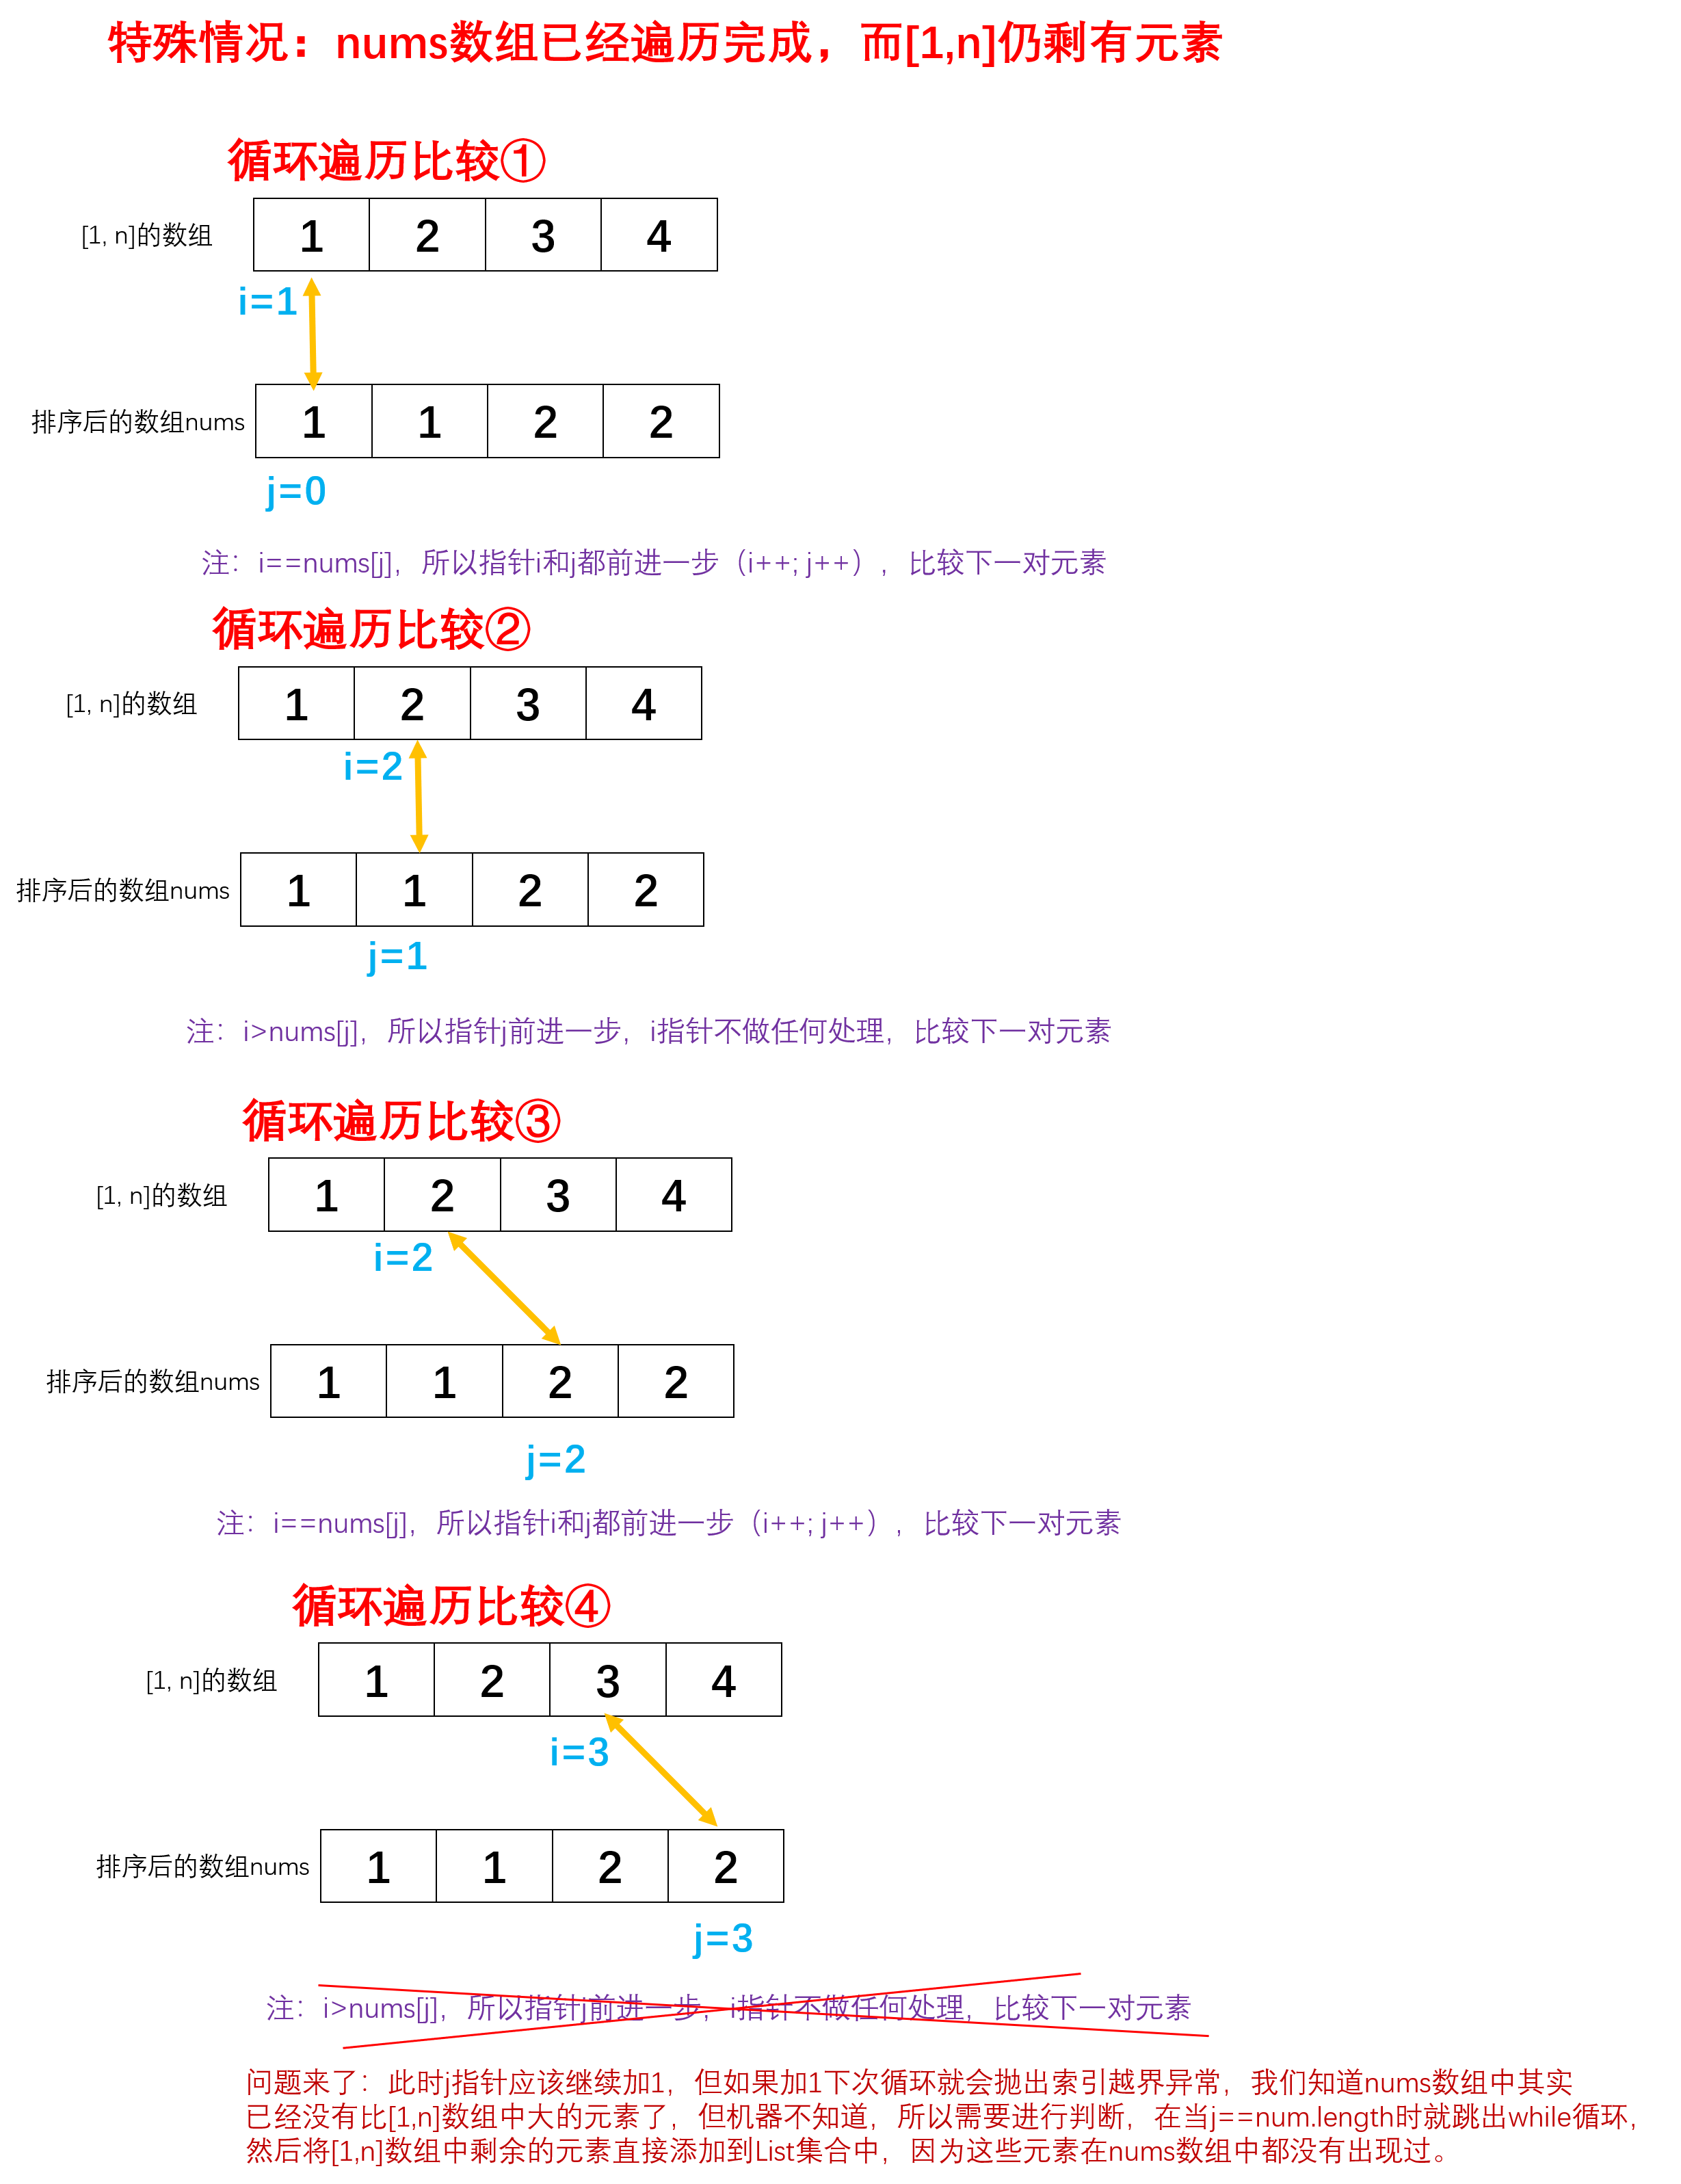 特殊情况：nums数组已经遍历完成，而[1,n]仍剩有元素
循环遍历比较①
[1, n]的数组
1 2 3 4
i=1
排序后的数组nums
1 1 2 2
j=0
注：i==nums[j]，所以指针i和j都前进一步（i++; j++），比较下一对元素
循环遍历比较②
[1, n]的数组
1 2 3 4
i=2
排序后的数组nums
1 1 2 2
j=1
注：i>nums[j]，所以指针j前进一步，i指针不做任何处理，比较下一对元素
循环遍历比较③
[1, n]的数组
1 2 3 4
i=2
排序后的数组nums
1 1 2 2
j=2
注：i==nums[j]，所以指针i和j都前进一步（i++; j++），比较下一对元素
循环遍历比较④
[1, n]的数组
1 2 3 4
i=3
排序后的数组nums
1 1 2 2
j=3
注：i>nums[j]，所以指针j前进一步，i指针不做任何处理，比较下一对元素
问题来了：此时j指针应该继续加1，但如果加1下次循环就会抛出索引越界异常，我们知道nums数组中其实
已经没有比[1,n]数组中大的元素了，但机器不知道，所以需要进行判断，在当j==num.length时就跳出while循环，
然后将[1,n]数组中剩余的元素直接添加到List集合中，因为这些元素在nums数组中都没有出现过。